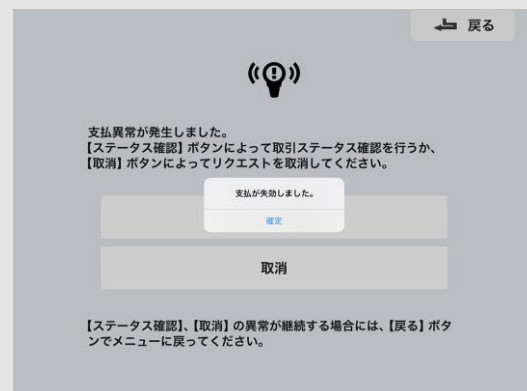 戻る
支払異常が発生しました。
【ステータス確認】ボタンによって取引ステータス確認を行うか、
【取消】ボタンによってリクエストを取消してください。
支払が失効しました。
確定
取消
【ステータス確認】、【取消】の異常が継続する場合には、【戻る】ボタ
ンでメニューに戻ってください。